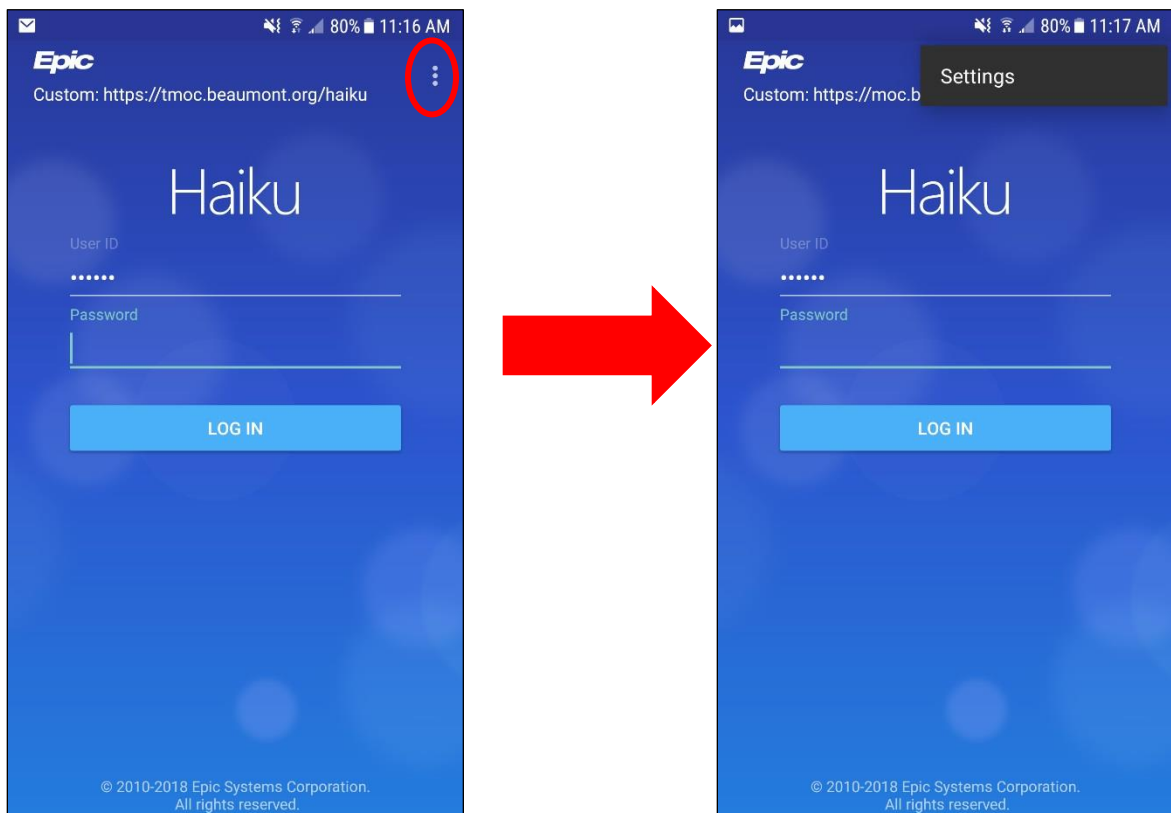 80% 11:16 AM
Epic
Custom: https://tmoc.beaumont.org/haiku
Haiku
User ID
••••••
Password
LOG IN
© 2010-2018 Epic Systems Corporation.
All rights reserved.
80% 11:17 AM
Epic
Settings
Custom: https://moc.b
Haiku
User ID
••••••
Password
LOG IN
© 2010-2018 Epic Systems Corporation.
All rights reserved.